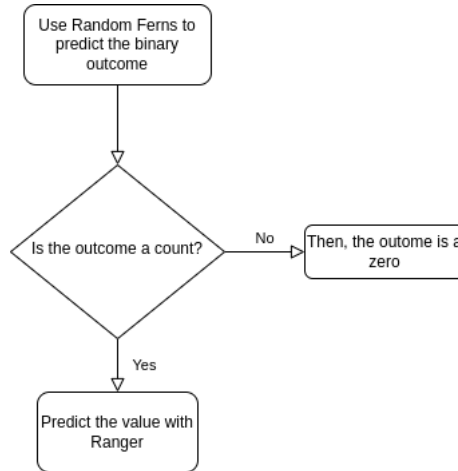 Use Random Ferns to
predict the binary
outcome
Is the outcome a count?
No
Then, the outome is a
zero
Yes
Predict the value with
Ranger